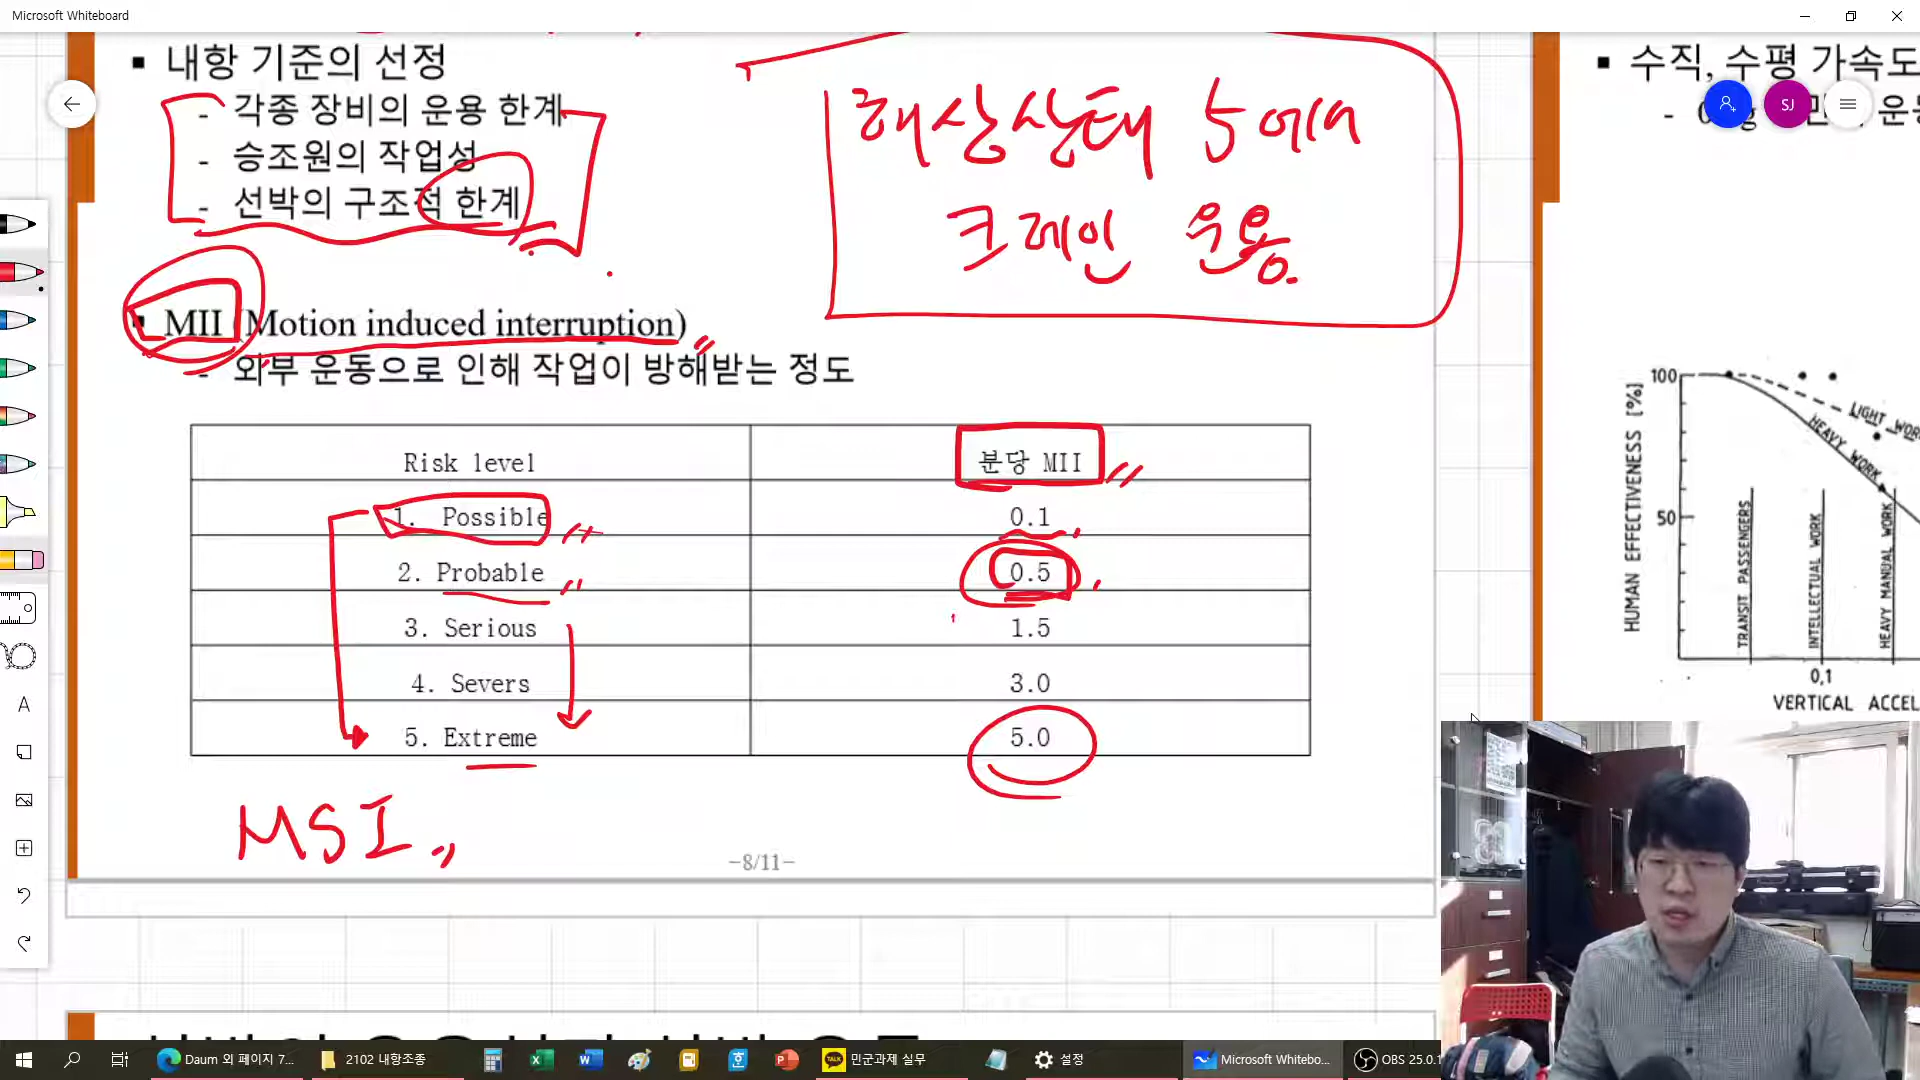 Microsoft Whiteboard
내항 기준의 선정
- 각종 장비의 운용 한계
- 승조원의 작업성
- 선박의 구조적 한계
해상상태 5에서
크레인 운용
MII (Motion induced interruption)
- 외부 운동으로 인해 작업이 방해받는 정도
Risk level 분당 MII
1. Possible 0.1
2. Probable 0.5
3. Serious 1.5
4. Severs 3.0
5. Extreme 5.0
MSI
-8/11-
수직, 수평 가속도
SJ
HUMAN EFFECTIVENESS [%]
100
50
LIGHT WOR
HEAVY WORK
TRANSIT PASSENGERS
INTELLECTUAL WORK
HEAVY MANUAL WORK
0,1
VERTICAL ACCEL
A
Daum 외 페이지 7...
2102 내항조종
민군과제 실무
설정
Microsoft Whitebo...
OBS 25.0.1